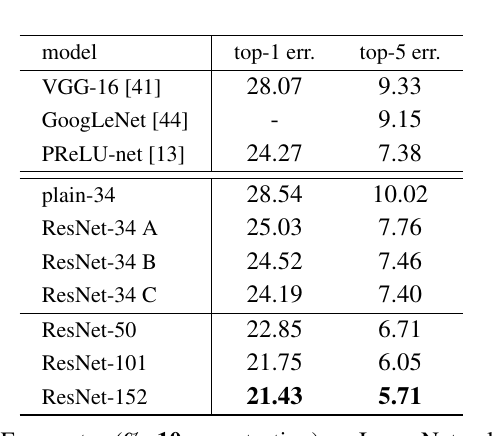 model top-1 err. top-5 err.
VGG-16 [41] 28.07 9.33
GoogLeNet [44] - 9.15
PReLU-net [13] 24.27 7.38
plain-34 28.54 10.02
ResNet-34 A 25.03 7.76
ResNet-34 B 24.52 7.46
ResNet-34 C 24.19 7.40
ResNet-50 22.85 6.71
ResNet-101 21.75 6.05
ResNet-152 21.43 5.71